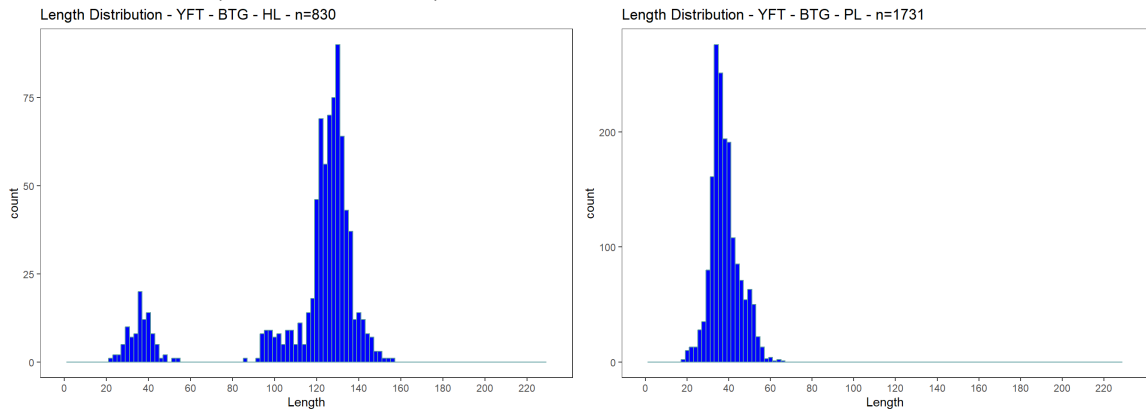 Length Distribution - YFT - BTG - HL - n=830
75
50
25
0
count
0 20 40 60 80 100 120 140 160 180 200 220
Length
Length Distribution - YFT - BTG - PL - n=1731
200
100
0
count
0 20 40 60 80 100 120 140 160 180 200 220
Length